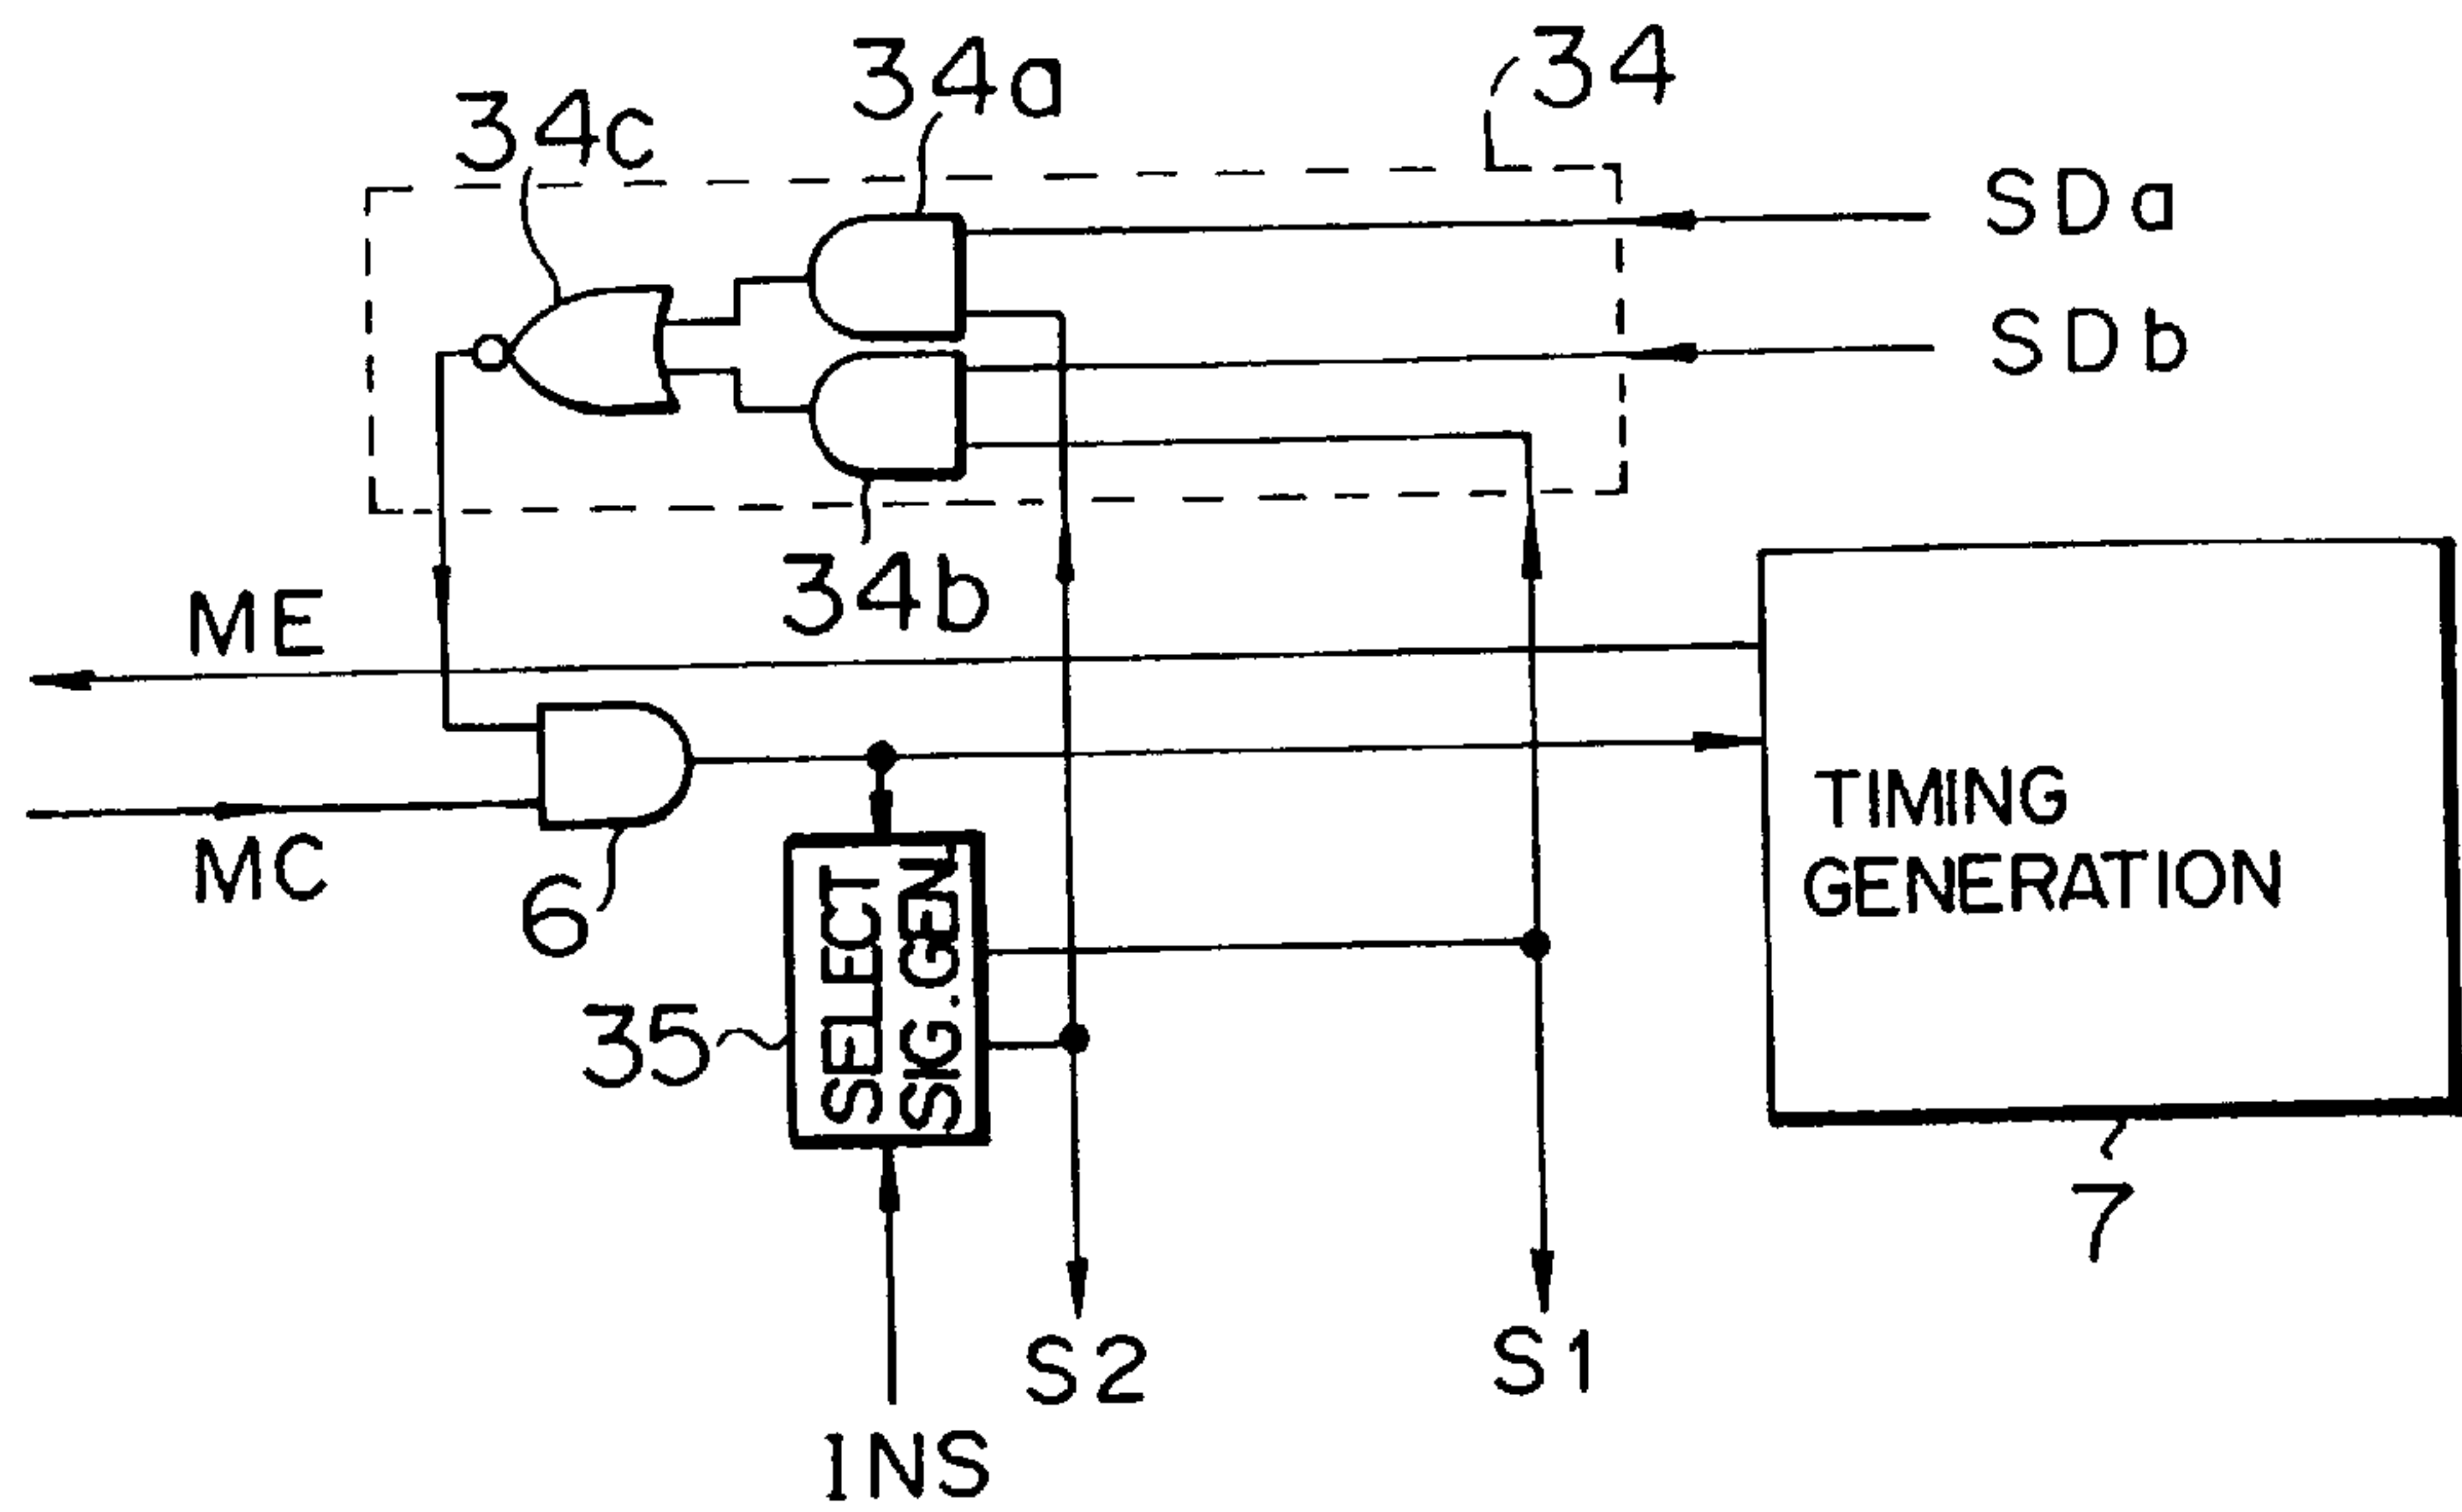 34a
34
34c
SDa
SDb
34b
ME
TIMING
GENERATION
MC
6
SELECT
SIG.GEN
35
7
S2
S1
INS